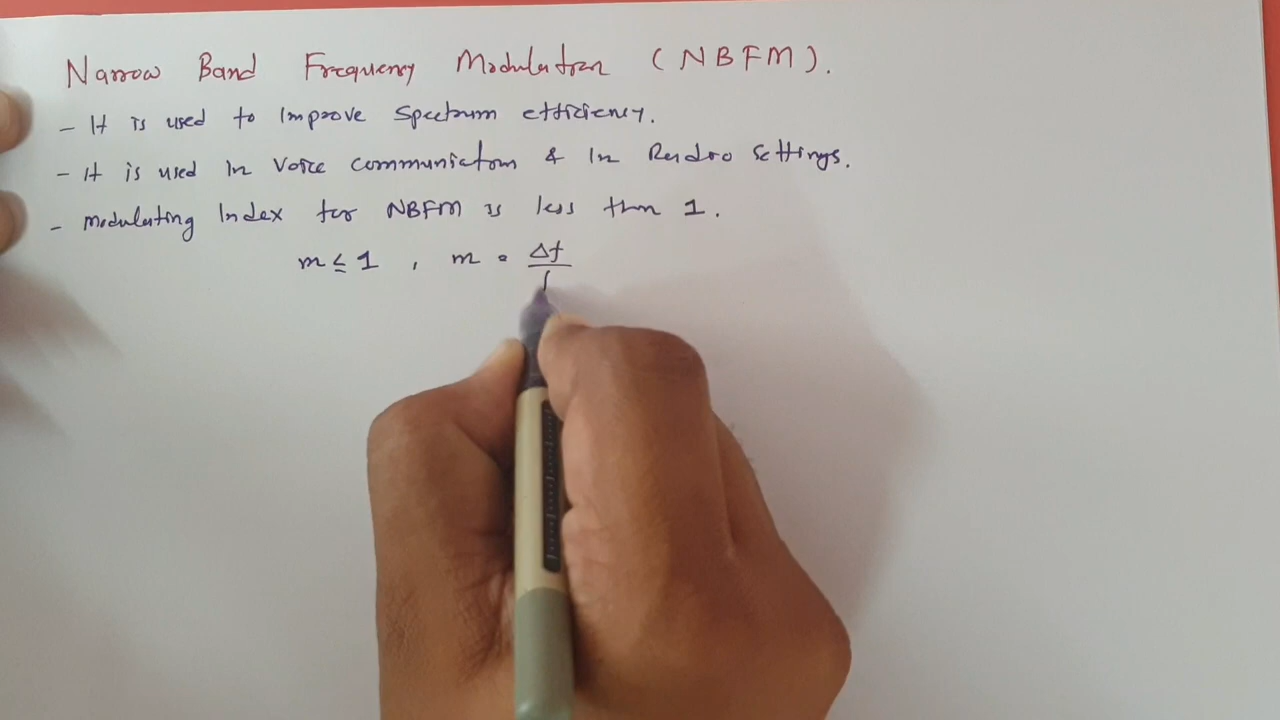 Narrow Band Frequency Modulation (NBFM).
- It is used to Improve Spectrum efficiency.
- It is used In Voice communication & In Radio Settings.
- Modulating Index for NBFM is less than 1.
m ≤ 1 , m = Δf / f